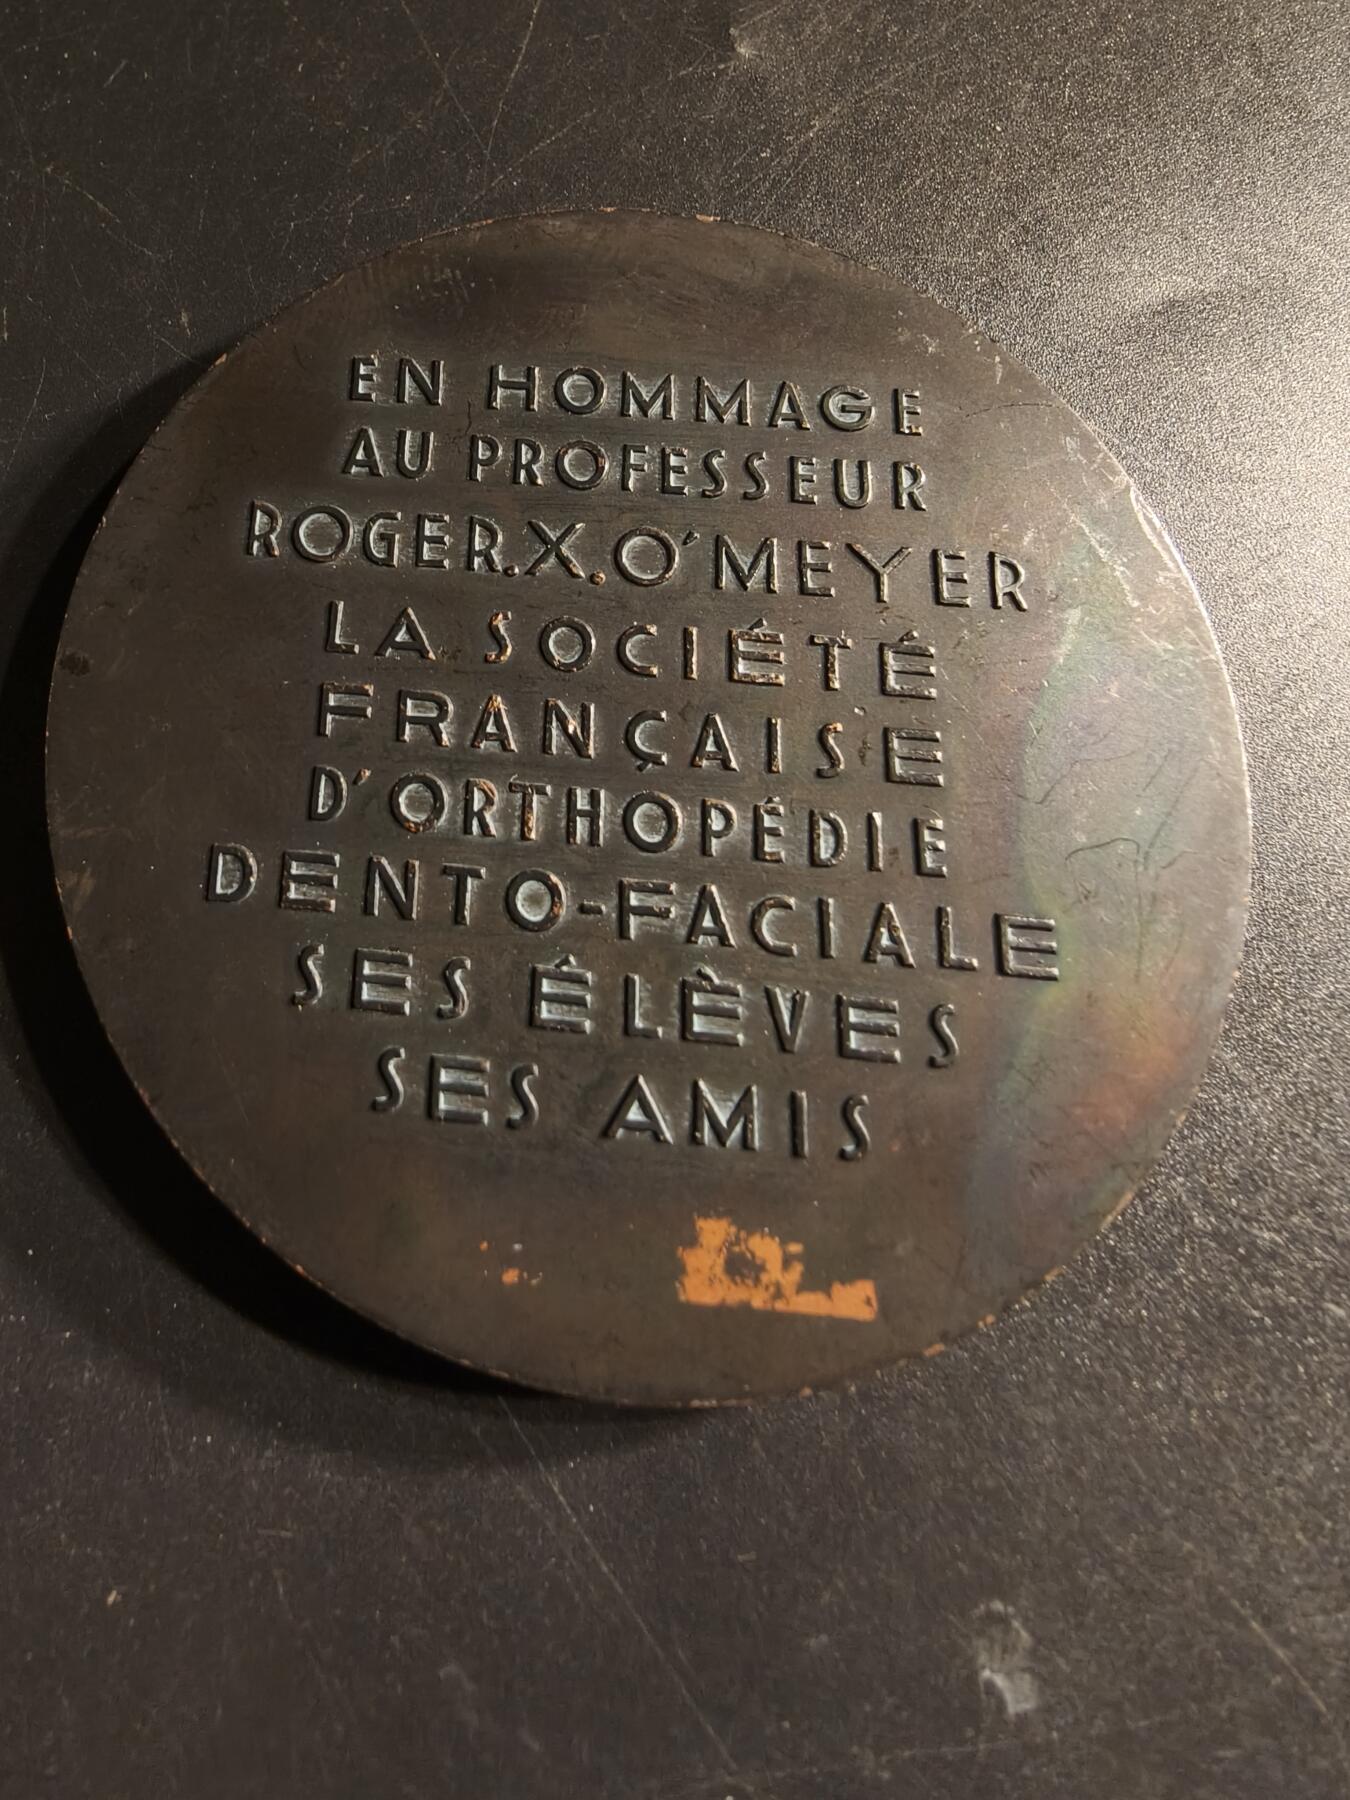 EN HOMMAGE
AU PROFESSEUR
ROGER.X.O'MEYER
LA SOCIÉTÉ
FRANÇAISE
D'ORTHOPÉDIE
DENTO-FACIALE
SES ÉLÈVES
SES AMIS